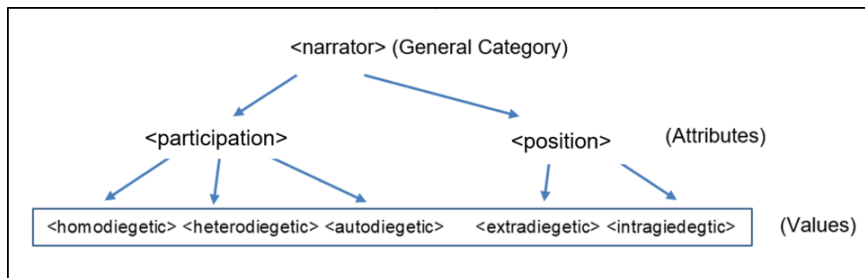 <narrator> (General Category)
<participation> <position> (Attributes)
<homodiegetic> <heterodiegetic> <autodiegetic> <extradiegetic> <intragiedegtic> (Values)